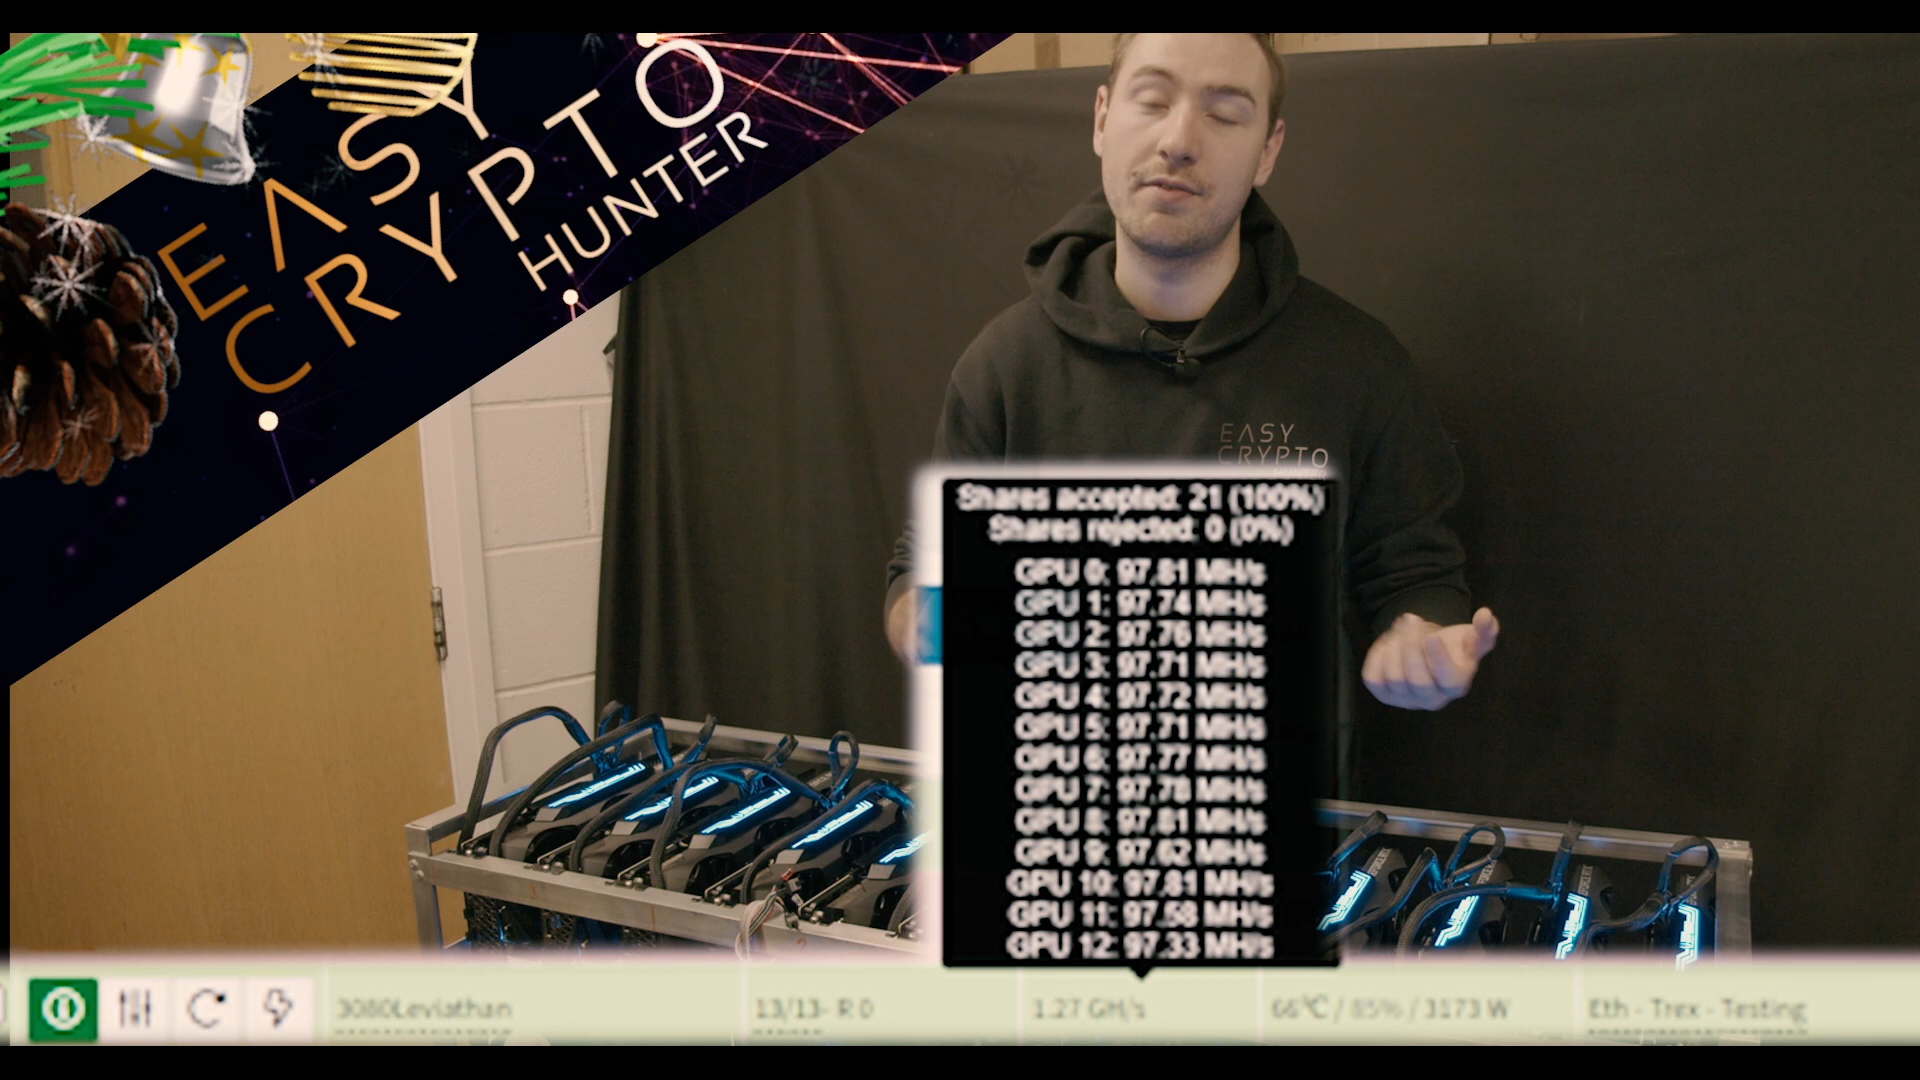 EASY
CRYPTO
HUNTER
EASY
CRYPTO
Shares accepted: 21 (100%)
Shares rejected: 0 (0%)
GPU 0: 97.81 MH/s
GPU 1: 97.74 MH/s
GPU 2: 97.76 MH/s
GPU 3: 97.71 MH/s
GPU 4: 97.72 MH/s
GPU 5: 97.71 MH/s
GPU 6: 97.77 MH/s
GPU 7: 97.78 MH/s
GPU 8: 97.81 MH/s
GPU 9: 97.62 MH/s
GPU 10: 97.81 MH/s
GPU 11: 97.58 MH/s
GPU 12: 97.33 MH/s
3080Leviathan 13/13- R 0 1.27 GH/s 66℃ / 85% / 3173 W Eth - Trex - Testing